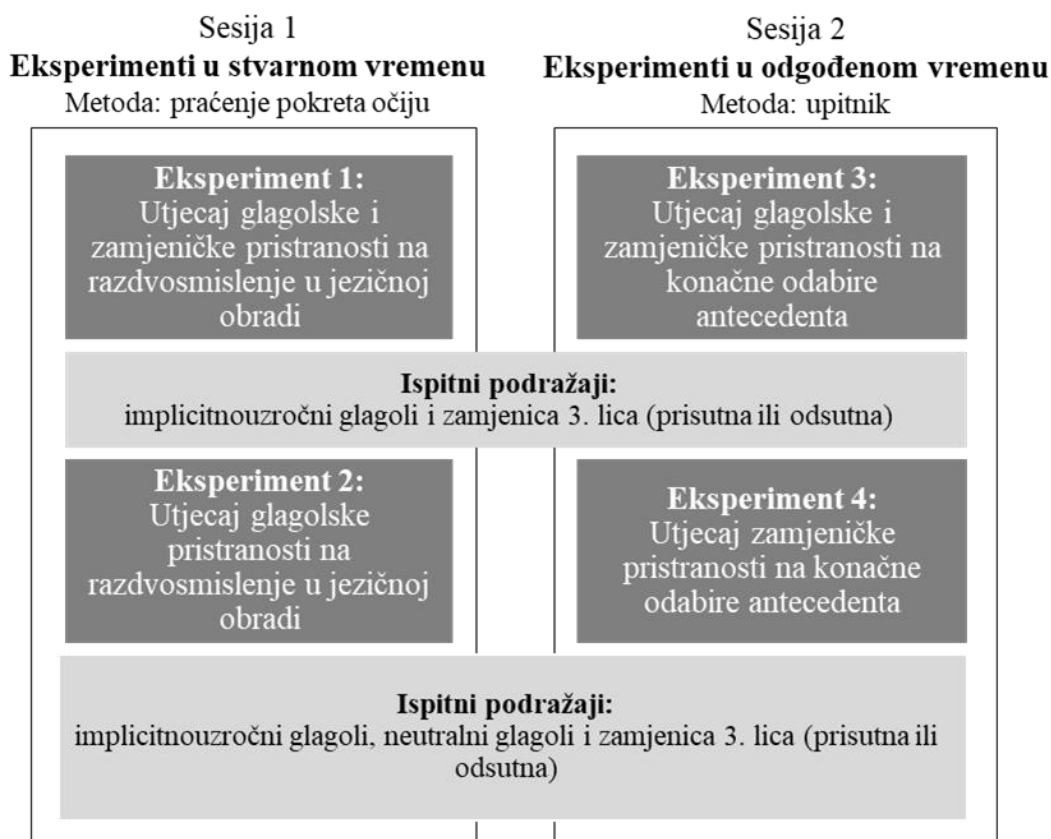 Sesija 1
Eksperimenti u stvarnom vremenu
Metoda: praćenje pokreta očiju
Sesija 2
Eksperimenti u odgođenom vremenu
Metoda: upitnik
Eksperiment 1:
Utjecaj glagolske i
zamjeničke pristranosti na
razdvosmislenje u jezičnoj
obradi
Eksperiment 3:
Utjecaj glagolske i
zamjeničke pristranosti na
konačne odabire
antecedenta
Ispitni podražaji:
implicitnouzročni glagoli i zamjenica 3. lica (prisutna ili odsutna)
Eksperiment 2:
Utjecaj glagolske
pristranosti na
razdvosmislenje u jezičnoj
obradi
Eksperiment 4:
Utjecaj zamjeničke
pristranosti na konačne
odabire antecedenta
Ispitni podražaji:
implicitnouzročni glagoli, neutralni glagoli i zamjenica 3. lica (prisutna ili
odsutna)